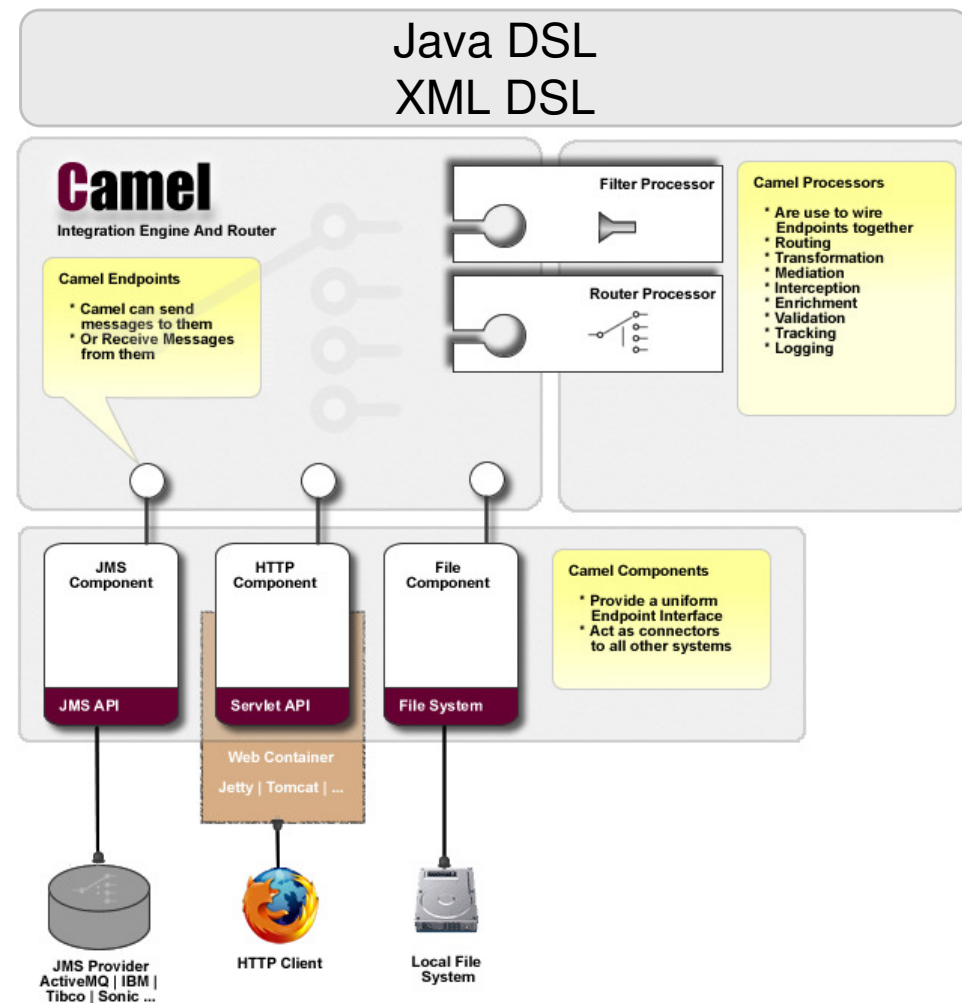 Java DSL
XML DSL
Camel
Integration Engine And Router
Camel Endpoints
* Camel can send
messages to them
* Or Receive Messages
from them
Filter Processor
Router Processor
Camel Processors
* Are use to wire
Endpoints together
* Routing
* Transformation
* Mediation
* Interception
* Enrichment
* Validation
* Tracking
* Logging
JMS
Component
JMS API
HTTP
Component
Servlet API
File
Component
File System
Camel Components
* Provide a uniform
Endpoint Interface
* Act as connectors
to all other systems
Web Container
Jetty | Tomcat | ...
JMS Provider
ActiveMQ | IBM |
Tibco | Sonic ...
HTTP Client
Local File
System